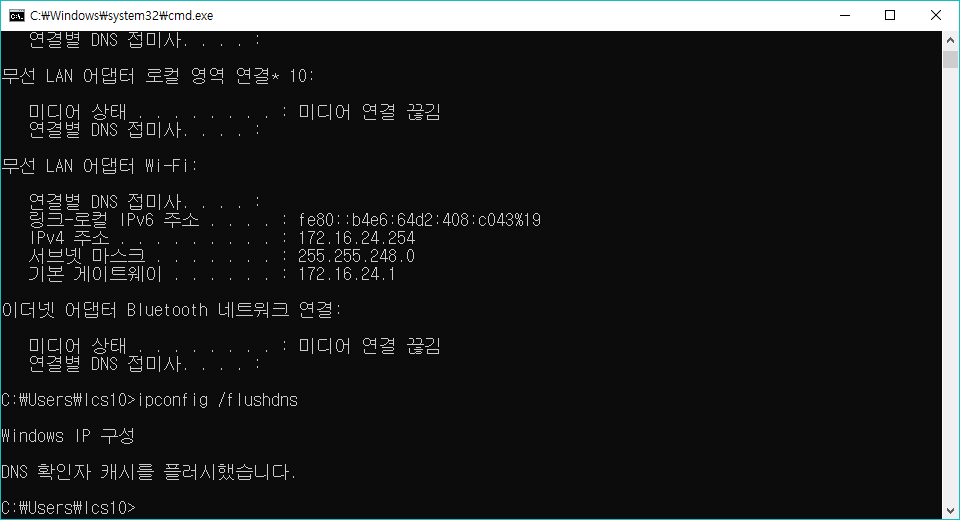 C:₩Windows₩system32₩cmd.exe
연결별 DNS 접미사. . . . :
무선 LAN 어댑터 로컬 영역 연결* 10:
미디어 상태 . . . . . . . . : 미디어 연결 끊김
연결별 DNS 접미사. . . . :
무선 LAN 어댑터 Wi-Fi:
연결별 DNS 접미사. . . . :
링크-로컬 IPv6 주소 . . . . : fe80::b4e6:64d2:408:c043%19
IPv4 주소 . . . . . . . . . : 172.16.24.254
서브넷 마스크 . . . . . . . : 255.255.248.0
기본 게이트웨이 . . . . . . : 172.16.24.1
이더넷 어댑터 Bluetooth 네트워크 연결:
미디어 상태 . . . . . . . . : 미디어 연결 끊김
연결별 DNS 접미사. . . . :
C:₩Users₩lcs10>ipconfig /flushdns
Windows IP 구성
DNS 확인자 캐시를 플러시했습니다.
C:₩Users₩lcs10>